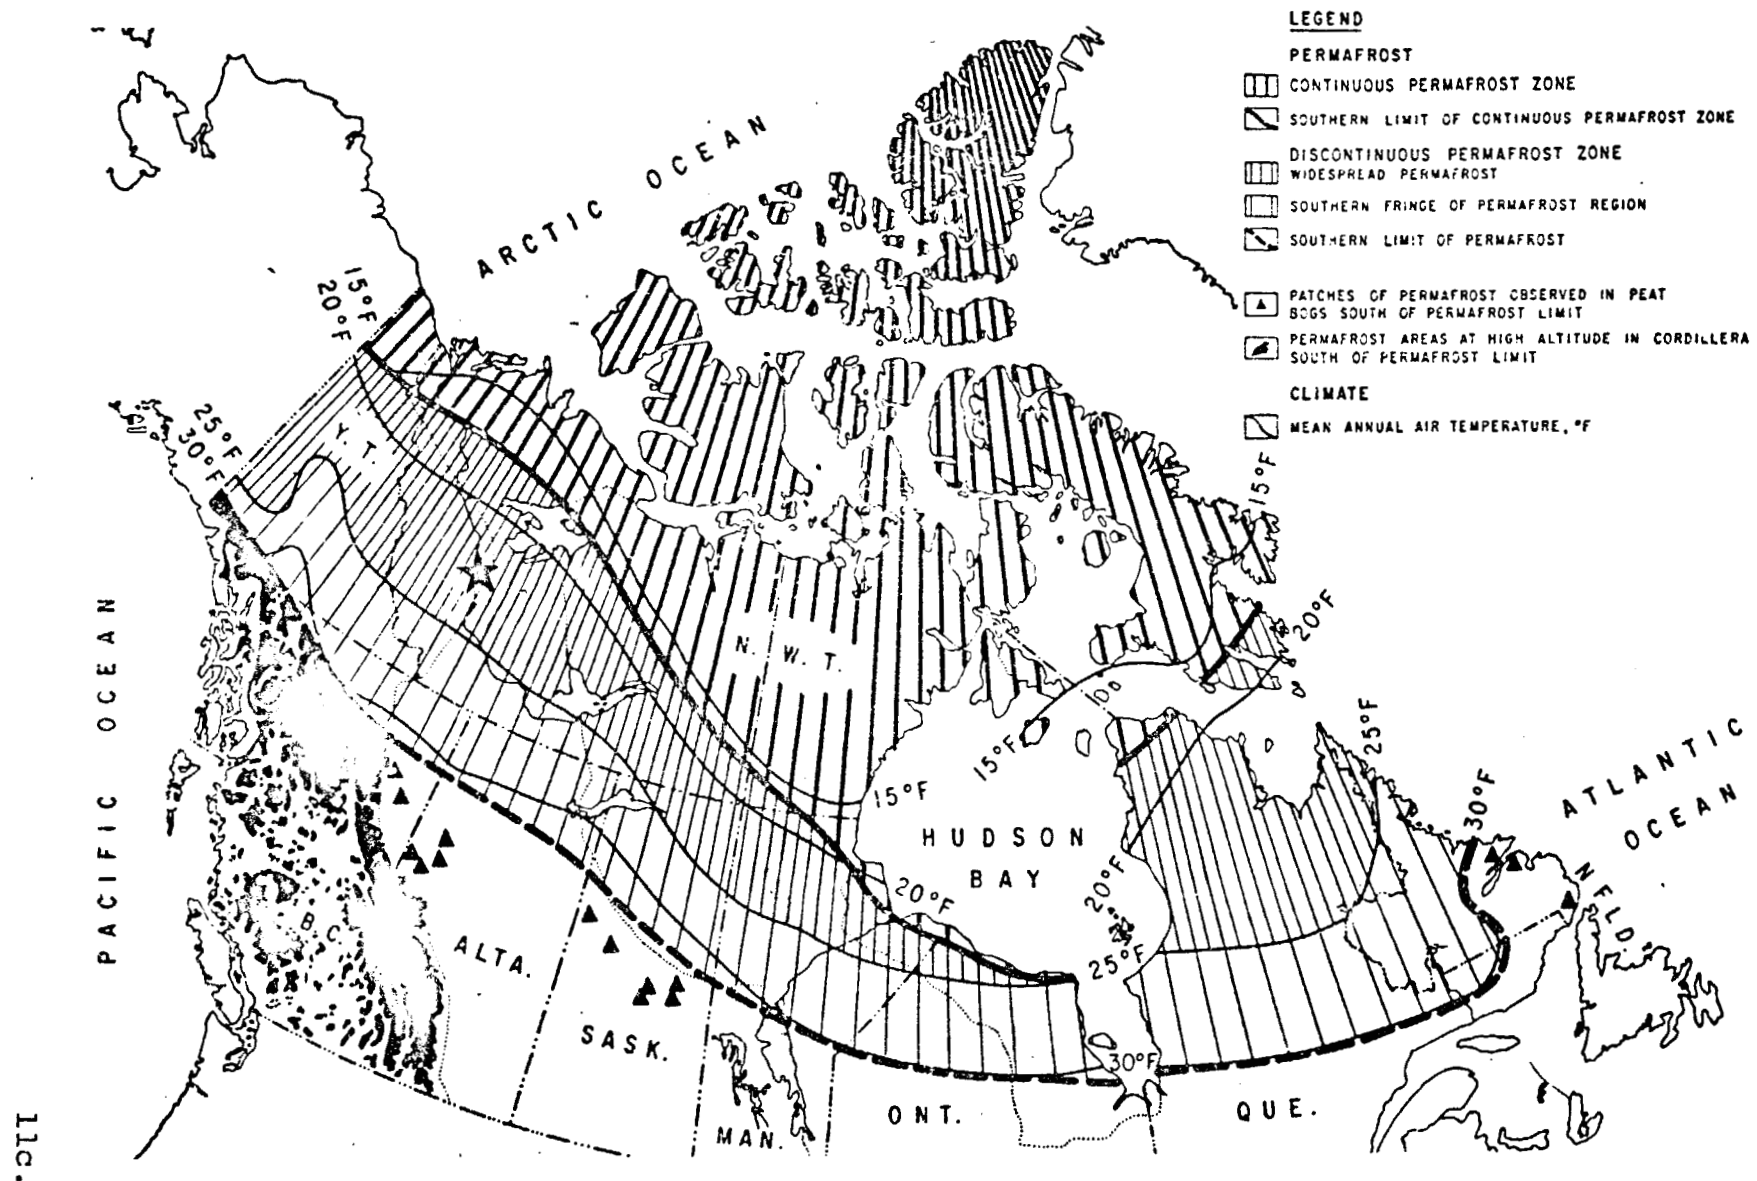 LEGEND
PERMAFROST
CONTINUOUS PERMAFROST ZONE
SOUTHERN LIMIT OF CONTINUOUS PERMAFROST ZONE
DISCONTINUOUS PERMAFROST ZONE
WIDESPREAD PERMAFROST
SOUTHERN FRINGE OF PERMAFROST REGION
SOUTHERN LIMIT OF PERMAFROST
PATCHES OF PERMAFROST OBSERVED IN PEAT
BOGS SOUTH OF PERMAFROST LIMIT
PERMAFROST AREAS AT HIGH ALTITUDE IN CORDILLERA
SOUTH OF PERMAFROST LIMIT
CLIMATE
MEAN ANNUAL AIR TEMPERATURE, °F
ARCTIC OCEAN
15°F
20°F
25°F
30°F
Y. T.
15°F
20°F
N. W. T.
15°F
25°F
15°F
30°F
ATLANTIC
OCEAN
HUDSON
BAY
20°F
20°F
25°F
NFLD.
PACIFIC OCEAN
B. C.
ALTA.
SASK.
MAN.
ONT.
30°F
QUE.
11c.